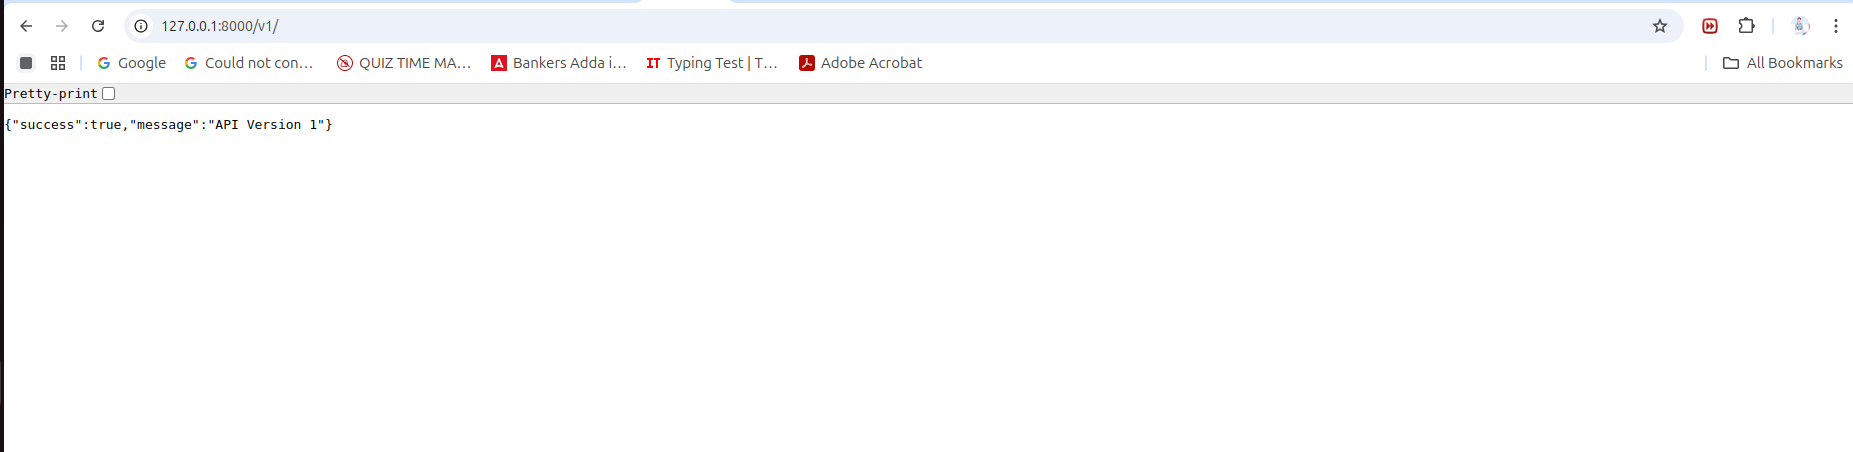 127.0.0.1:8000/v1/
Google Could not con... QUIZ TIME MA... Bankers Adda i... IT Typing Test | T... Adobe Acrobat All Bookmarks
Pretty-print
{"success":true,"message":"API Version 1"}